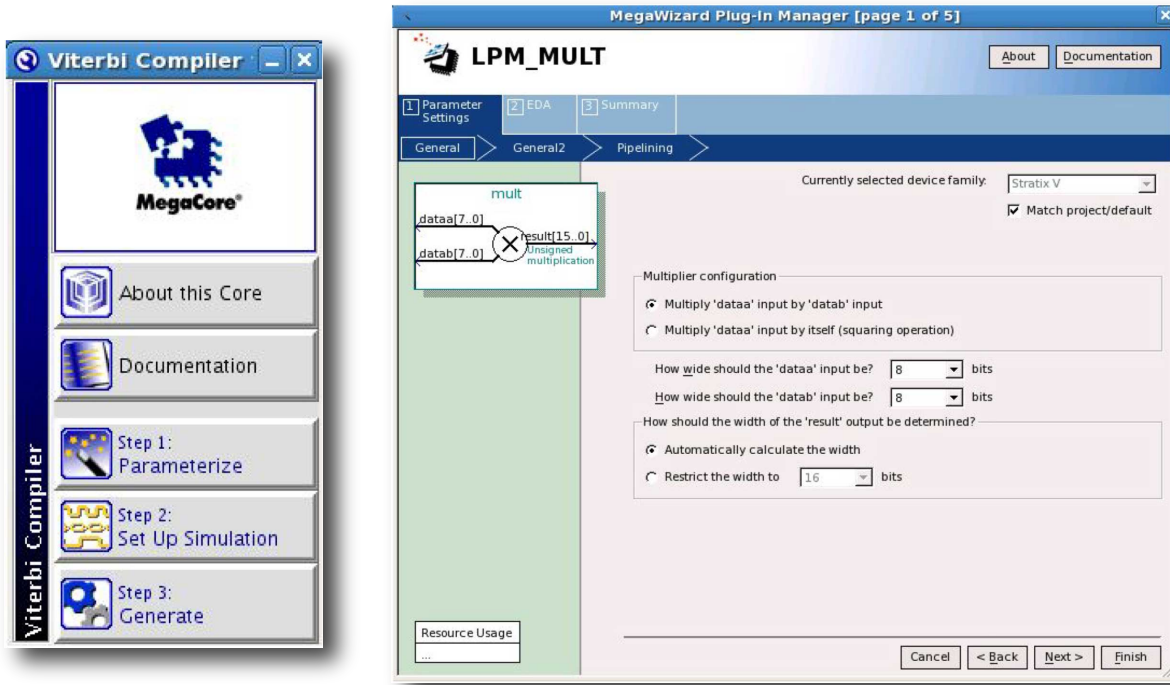 Viterbi Compiler
MegaCore®
About this Core
Documentation
Step 1:
Parameterize
Step 2:
Set Up Simulation
Step 3:
Generate
Viterbi Compiler
MegaWizard Plug-In Manager [page 1 of 5]
LPM_MULT
About
Documentation
1 Parameter Settings
2 EDA
3 Summary
General
General2
Pipelining
mult
dataa[7..0]
result[15..0]
Unsigned
multiplication
datab[7..0]
Currently selected device family:
Stratix V
Match project/default
Multiplier configuration
Multiply 'dataa' input by 'datab' input
Multiply 'dataa' input by itself (squaring operation)
How wide should the 'dataa' input be? 8 bits
How wide should the 'datab' input be? 8 bits
How should the width of the 'result' output be determined?
Automatically calculate the width
Restrict the width to 16 bits
Resource Usage
...
Cancel
< Back
Next >
Finish